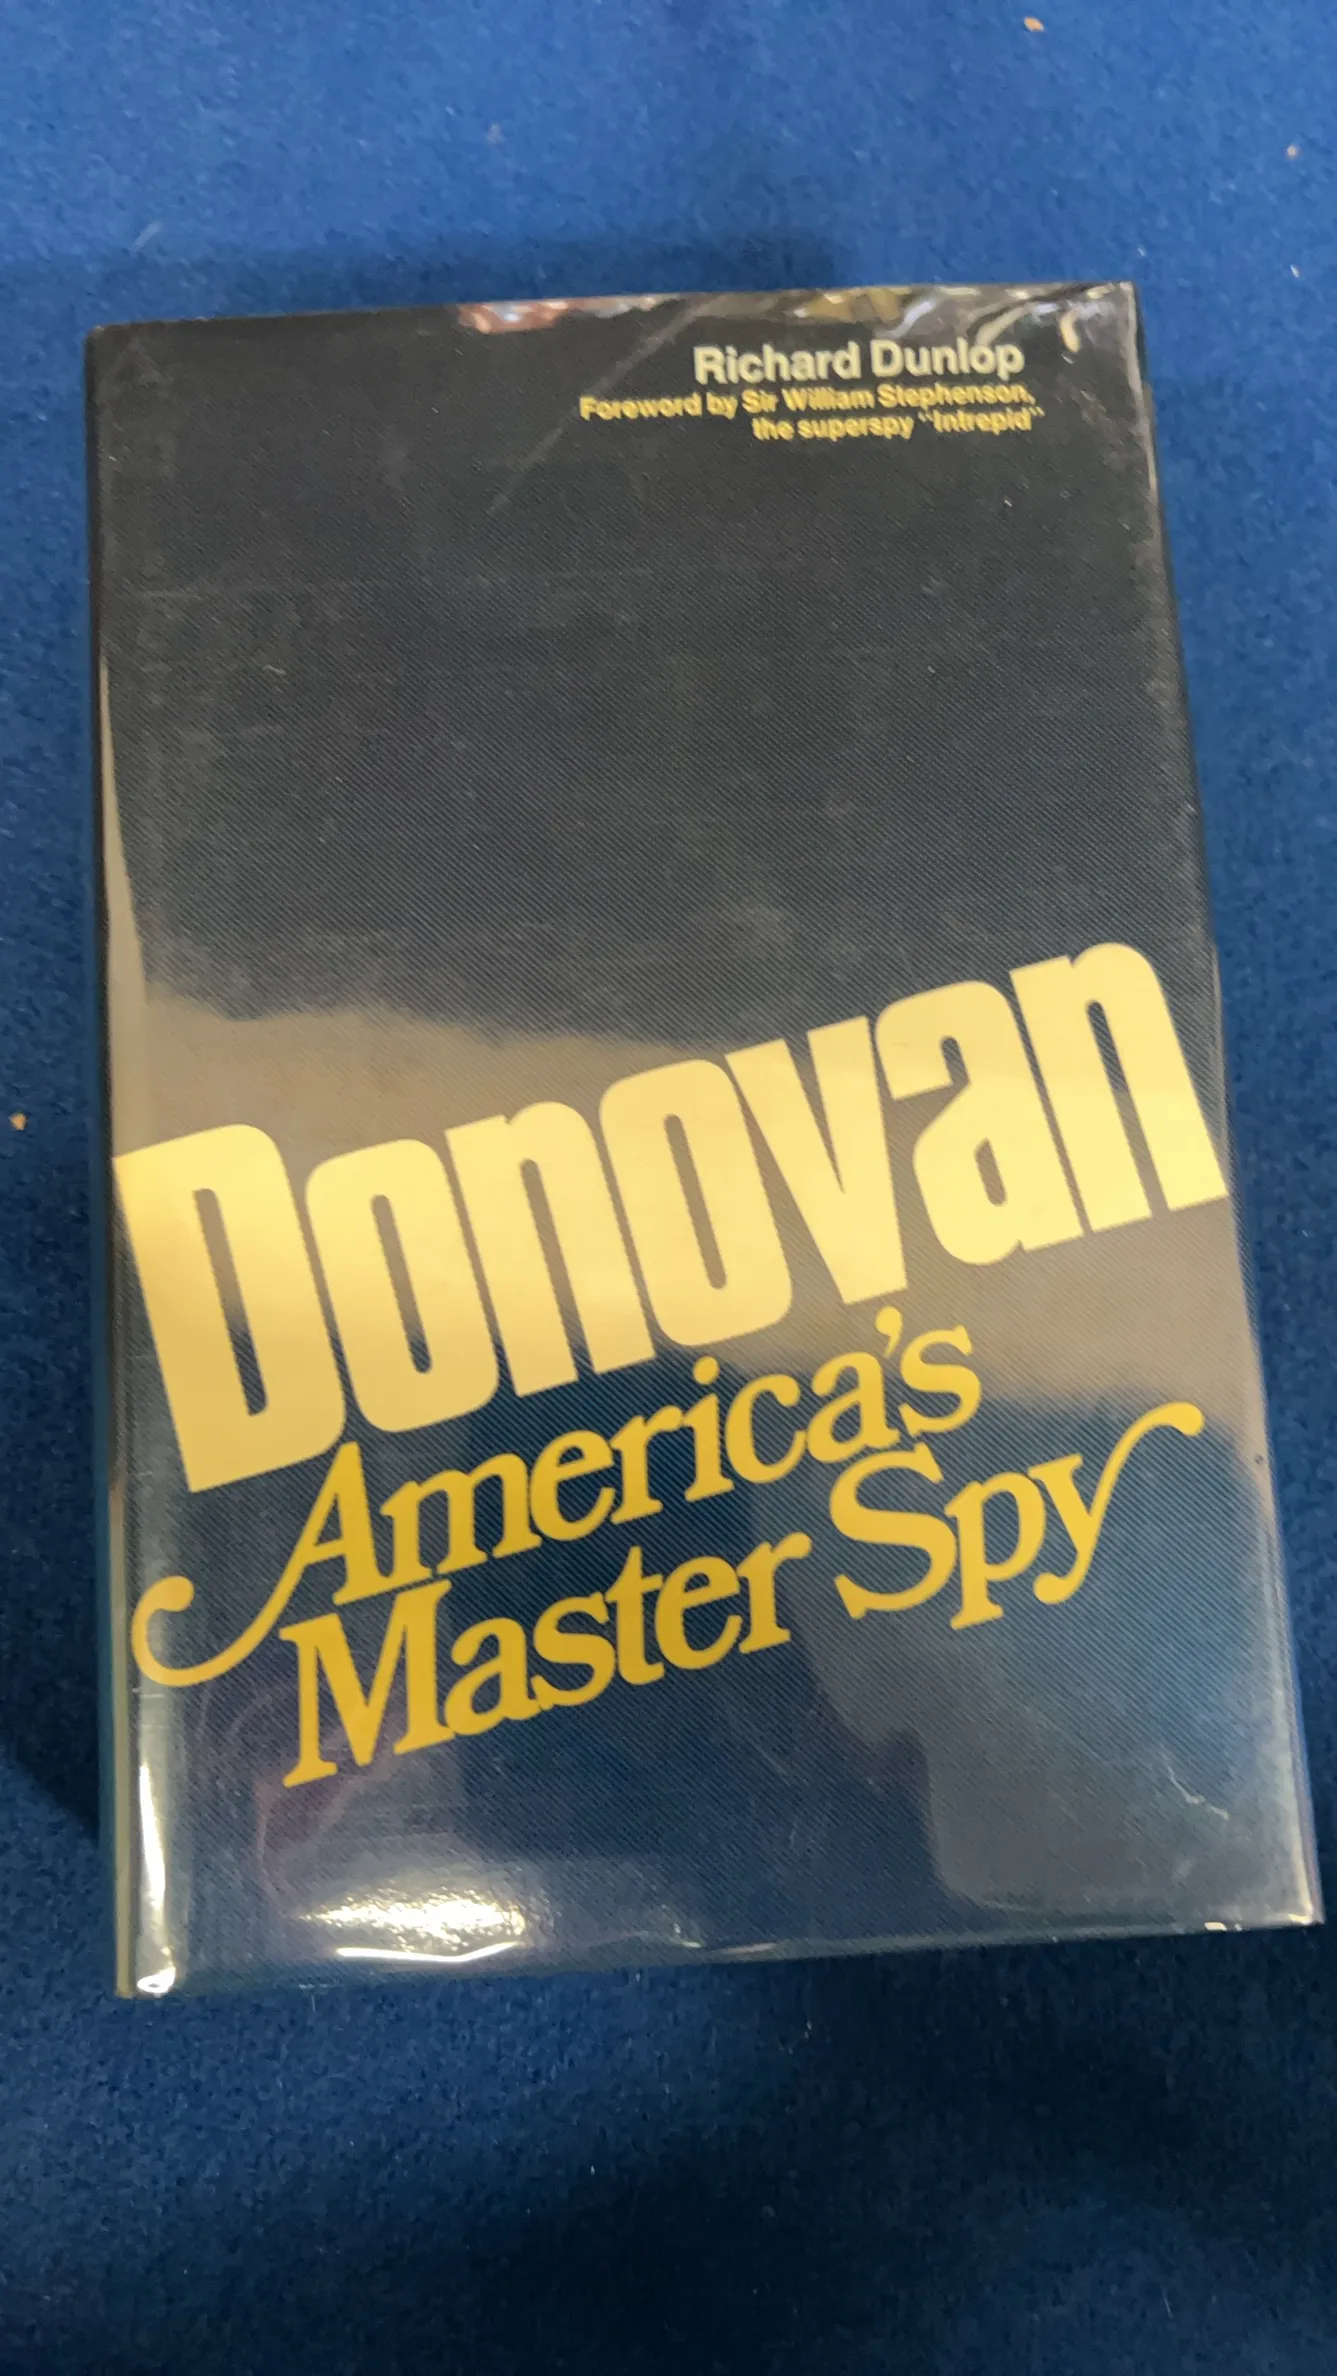 Richard Dunlop
Foreword by Sir William Stephenson,
the superspy "Intrepid"
Donovan
America's
Master Spy